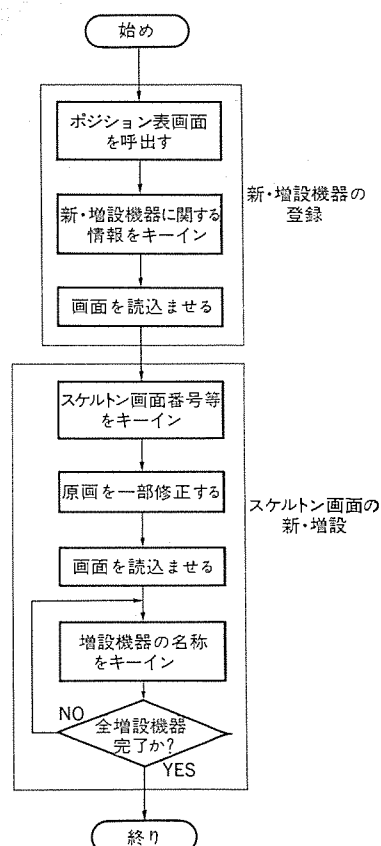 始め
ポジション表画面
を呼出す
新・増設機器に関する
情報をキーイン
画面を読込ませる
新・増設機器の
登録
スケルトン画面番号等
をキーイン
原画を一部修正する
画面を読込ませる
増設機器の名称
をキーイン
スケルトン画面の
新・増設
全増設機器
完了か?
NO
YES
終り